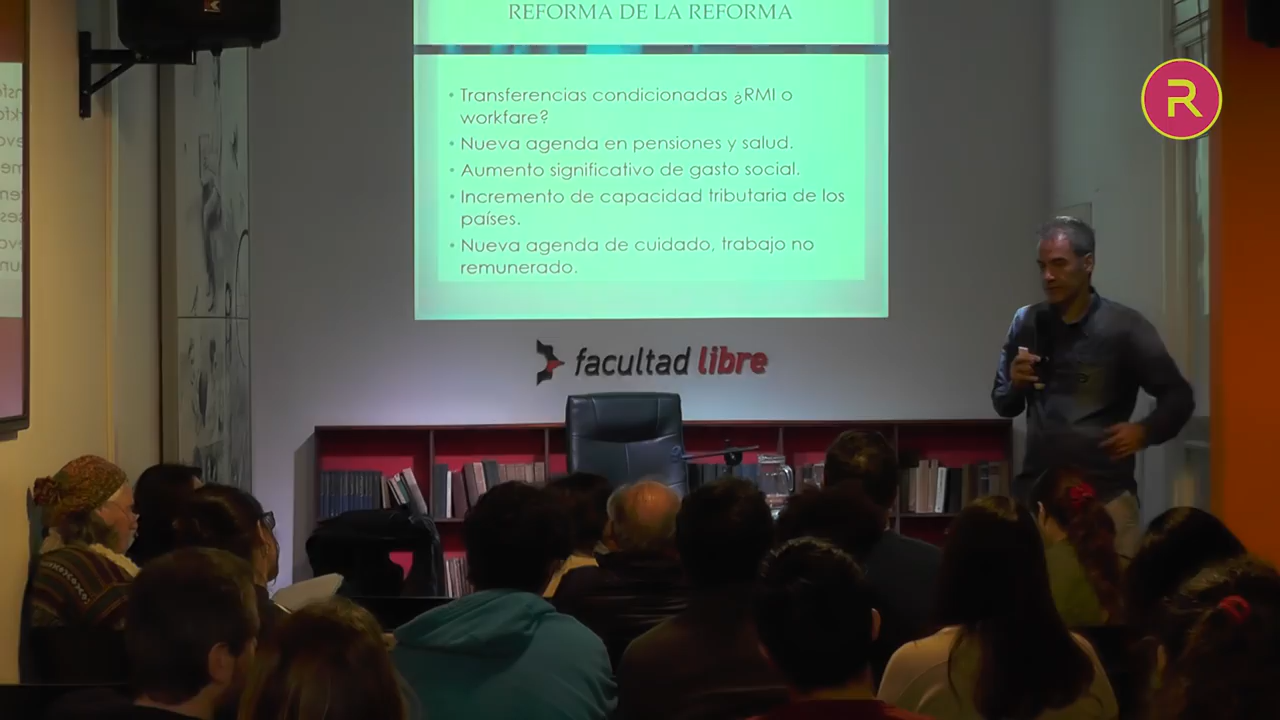 REFORMA DE LA REFORMA
• Transferencias condicionadas ¿RMI o
workfare?
• Nueva agenda en pensiones y salud.
• Aumento significativo de gasto social.
• Incremento de capacidad tributaria de los
países.
• Nueva agenda de cuidado, trabajo no
remunerado.
facultad libre
R